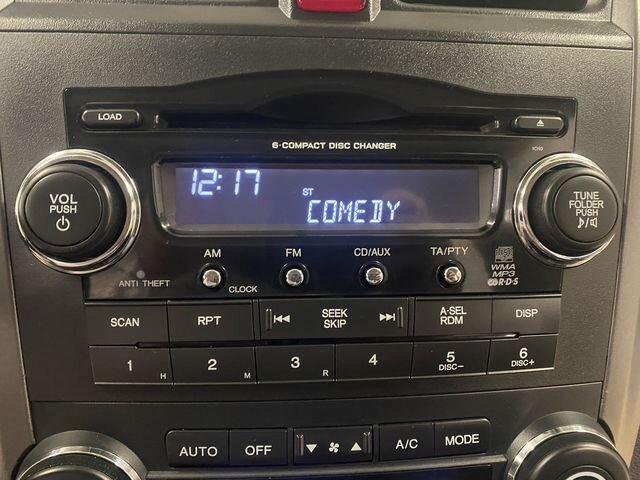 LOAD
6-COMPACT DISC CHANGER
12:17
ST
COMEDY
VOL
PUSH
TUNE
FOLDER
PUSH
AM
FM
CD/AUX
TA/PTY
ANTI THEFT
CLOCK
WMA
MP3
R·D·S
SCAN
RPT
SEEK
SKIP
A·SEL
RDM
DISP
1 H
2 M
3 R
4
5
DISC−
6
DISC+
AUTO
OFF
A/C
MODE